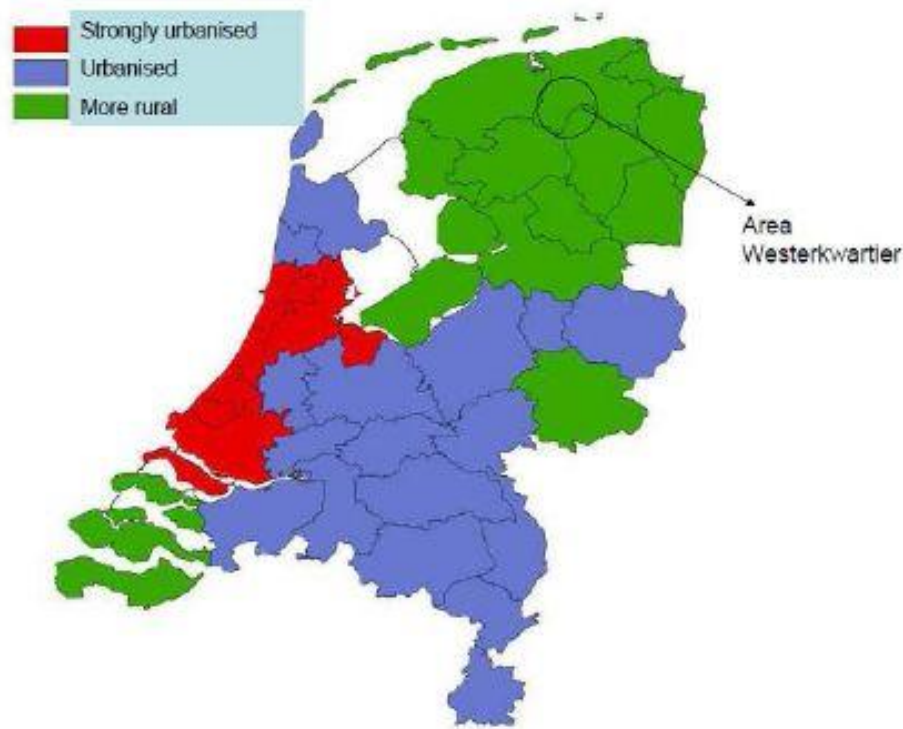 Strongly urbanised
Urbanised
More rural
Area
Westerkwartier